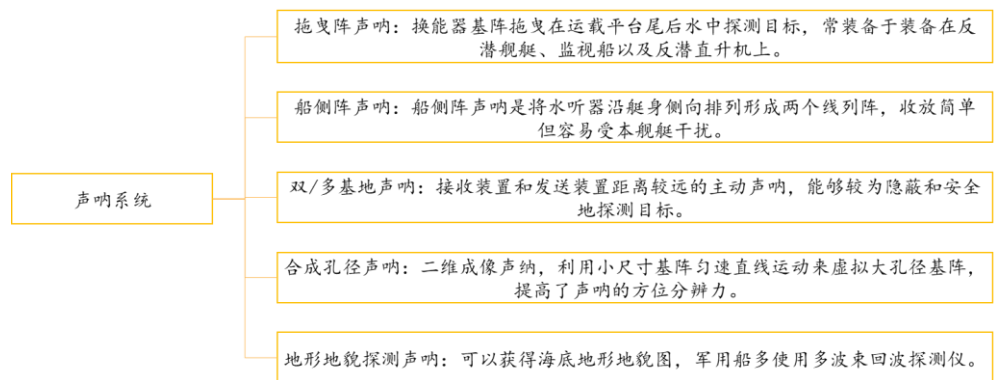 拖曳阵声呐：换能器基阵拖曳在运载平台尾后水中探测目标，常装备于装备在反
潜舰艇、监视船以及反潜直升机上。
船侧阵声呐：船侧阵声呐是将水听器沿艇身侧向排列形成两个线列阵，收放简单
但容易受本舰艇干扰。
声呐系统
双/多基地声呐：接收装置和发送装置距离较远的主动声呐，能够较为隐蔽和安全
地探测目标。
合成孔径声呐：二维成像声纳，利用小尺寸基阵匀速直线运动来虚拟大孔径基阵，
提高了声呐的方位分辨力。
地形地貌探测声呐：可以获得海底地形地貌图，军用船多使用多波束回波探测仪。